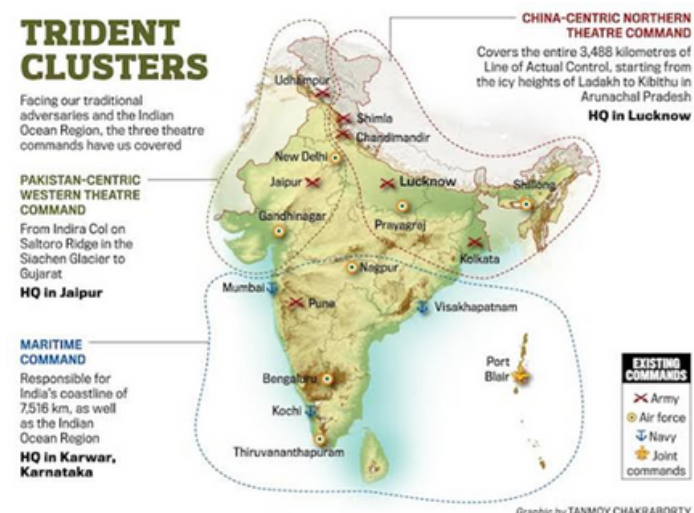 TRIDENT
CLUSTERS
Facing our traditional
adversaries and the Indian
Ocean Region, the three theatre
commands have us covered
PAKISTAN-CENTRIC
WESTERN THEATRE
COMMAND
From Indira Col on
Saltoro Ridge in the
Siachen Glacier to
Gujarat
HQ in Jaipur
MARITIME
COMMAND
Responsible for
India's coastline of
7,516 km, as well
as the Indian
Ocean Region
HQ in Karwar,
Karnataka
CHINA-CENTRIC NORTHERN
THEATRE COMMAND
Covers the entire 3,488 kilometres of
Line of Actual Control, starting from
the icy heights of Ladakh to Kibithu in
Arunachal Pradesh
HQ in Lucknow
Udhampur
Shimla
Chandimandir
New Delhi
Jaipur
Lucknow
Shillong
Gandhinagar
Prayagraj
Kolkata
Nagpur
Mumbai
Pune
Visakhapatnam
Port
Blair
Bengaluru
Kochi
Thiruvananthapuram
EXISTING
COMMANDS
Army
Air force
Navy
Joint
commands
Graphic by TANMOY CHAKRABORTY